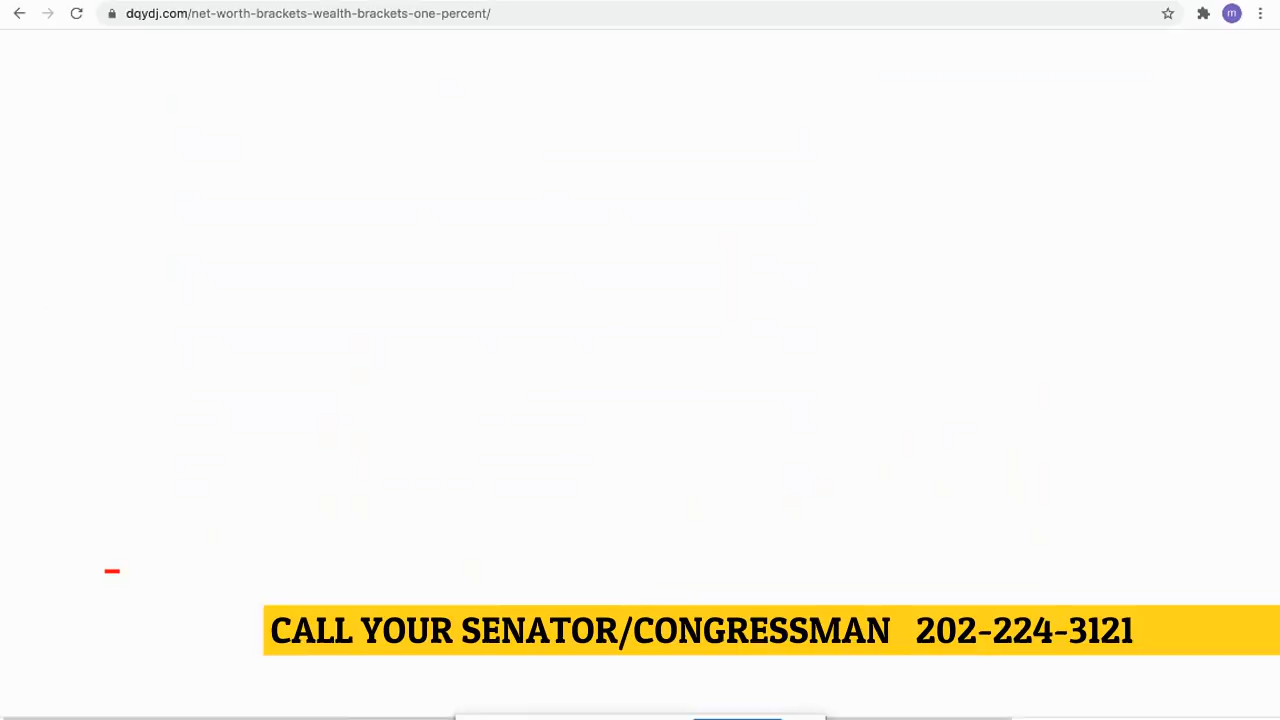 dqydj.com/net-worth-brackets-wealth-brackets-one-percent/
m
CALL YOUR SENATOR/CONGRESSMAN 202-224-3121